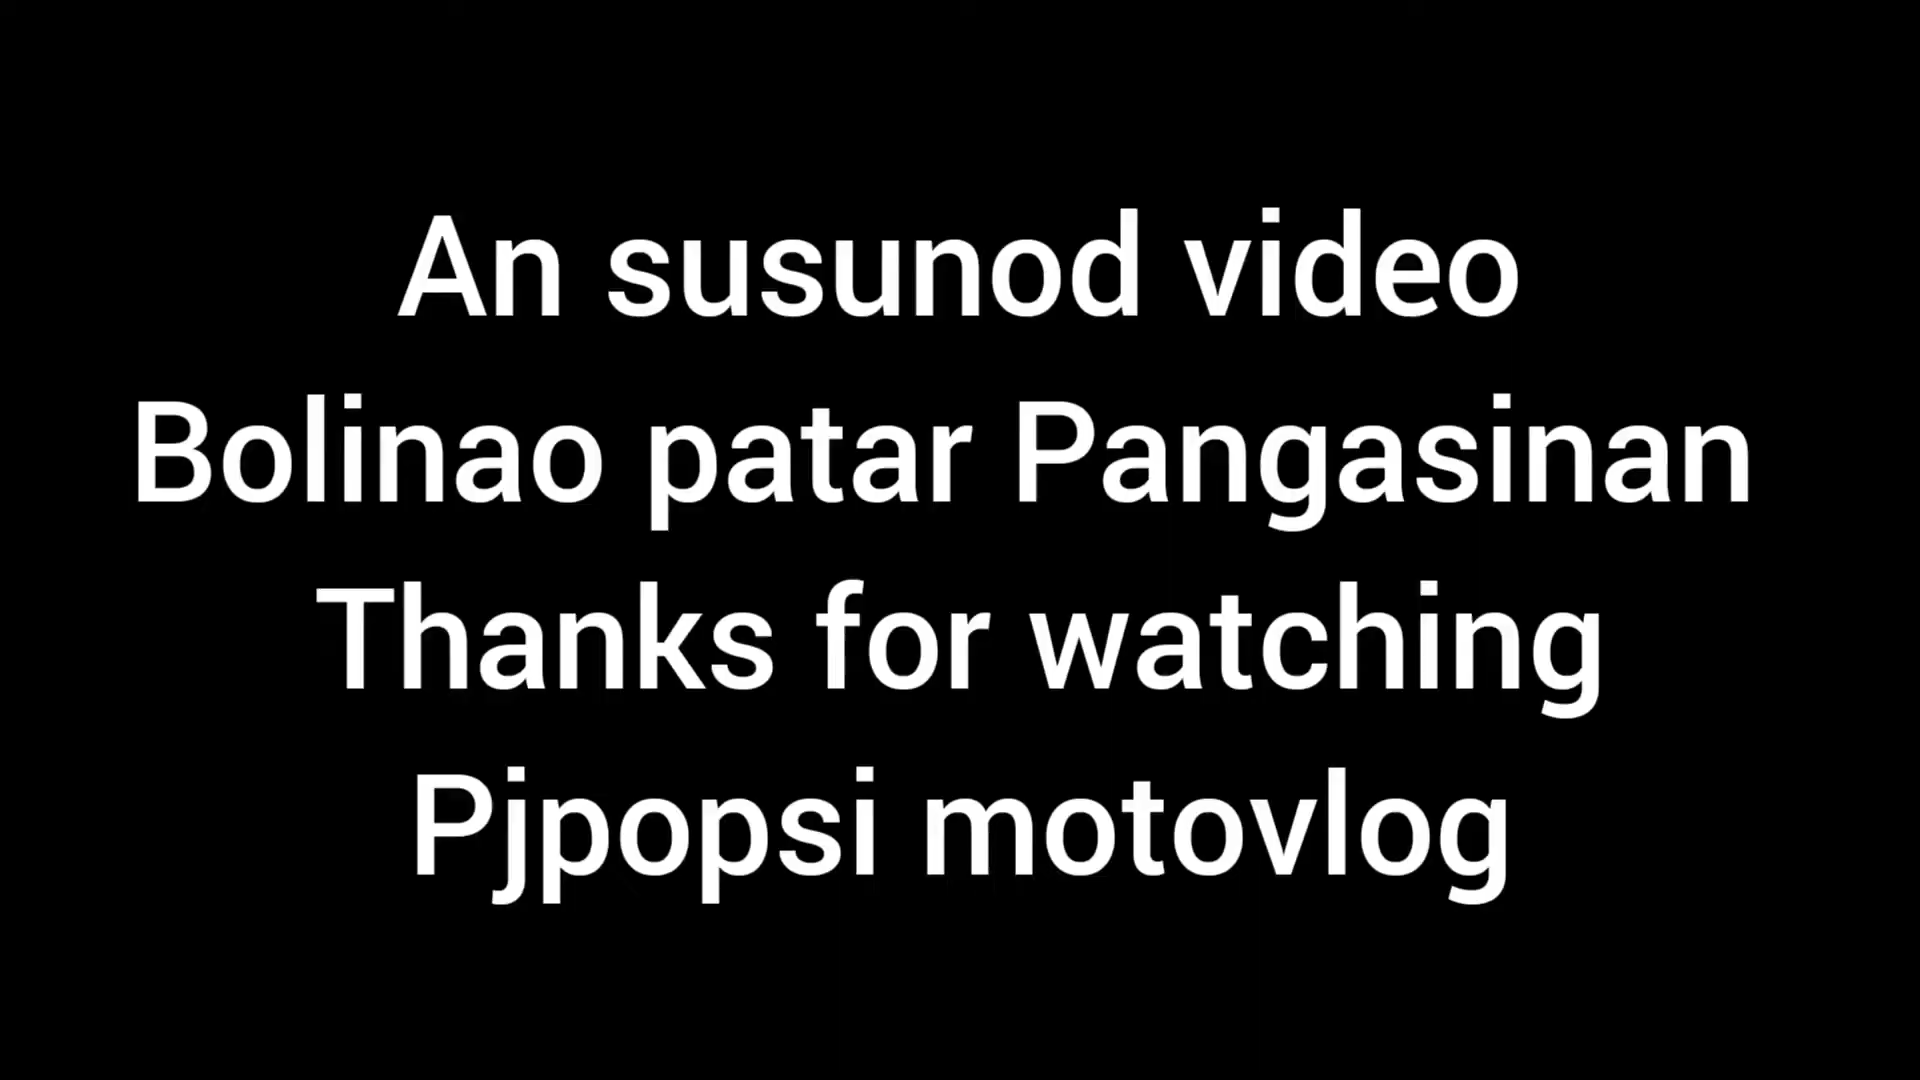 An susunod video
Bolinao patar Pangasinan
Thanks for watching
Pjpopsi motovlog